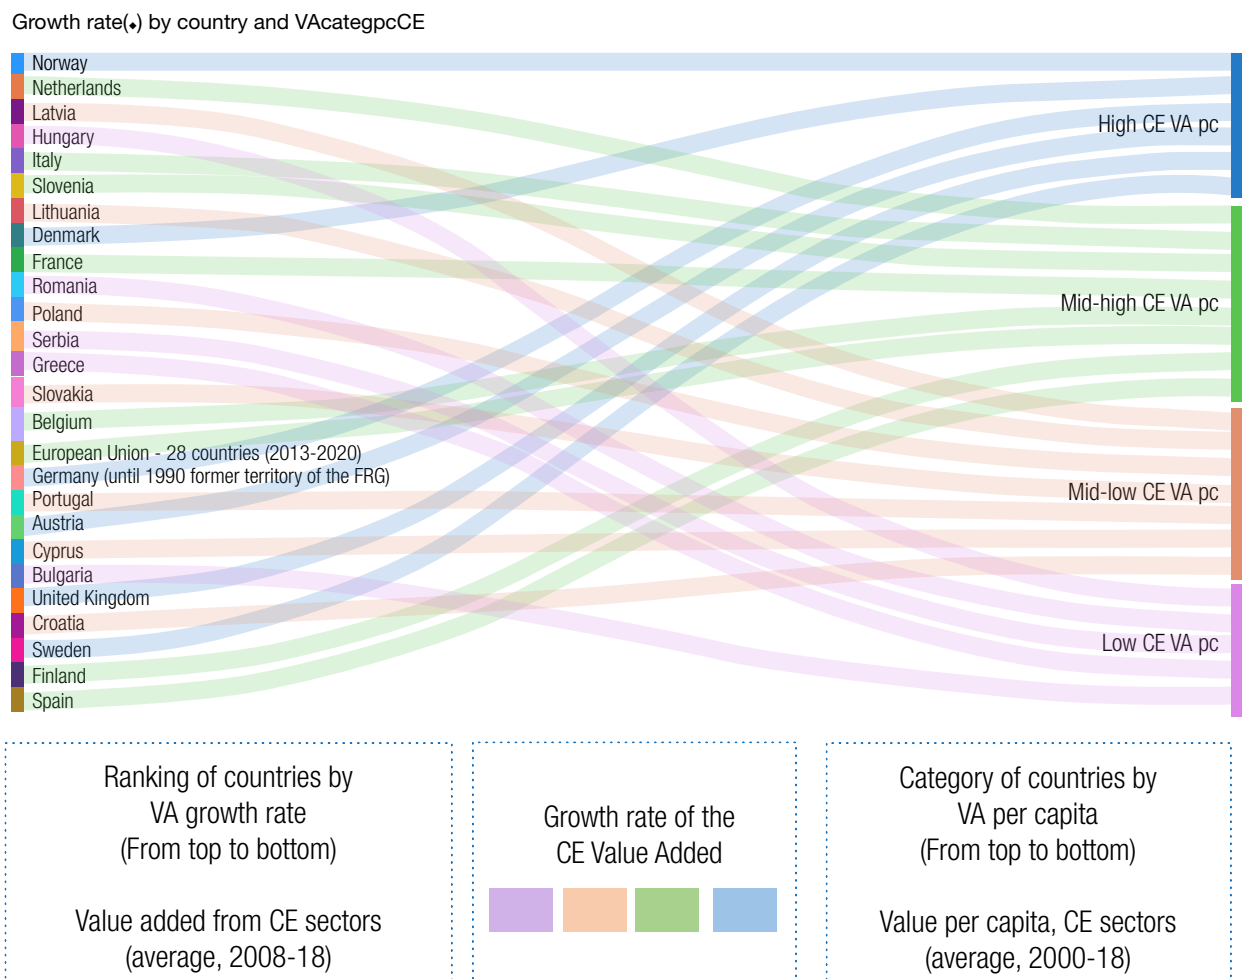 Growth rate(⬥) by country and VAcategpcCE
Norway
Netherlands
Latvia
Hungary
Italy
Slovenia
Lithuania
Denmark
France
Romania
Poland
Serbia
Greece
Slovakia
Belgium
European Union - 28 countries (2013-2020)
Germany (until 1990 former territory of the FRG)
Portugal
Austria
Cyprus
Bulgaria
United Kingdom
Croatia
Sweden
Finland
Spain
High CE VA pc
Mid-high CE VA pc
Mid-low CE VA pc
Low CE VA pc
Ranking of countries by
VA growth rate
(From top to bottom)
Value added from CE sectors
(average, 2008-18)
Growth rate of the
CE Value Added
Category of countries by
VA per capita
(From top to bottom)
Value per capita, CE sectors
(average, 2000-18)